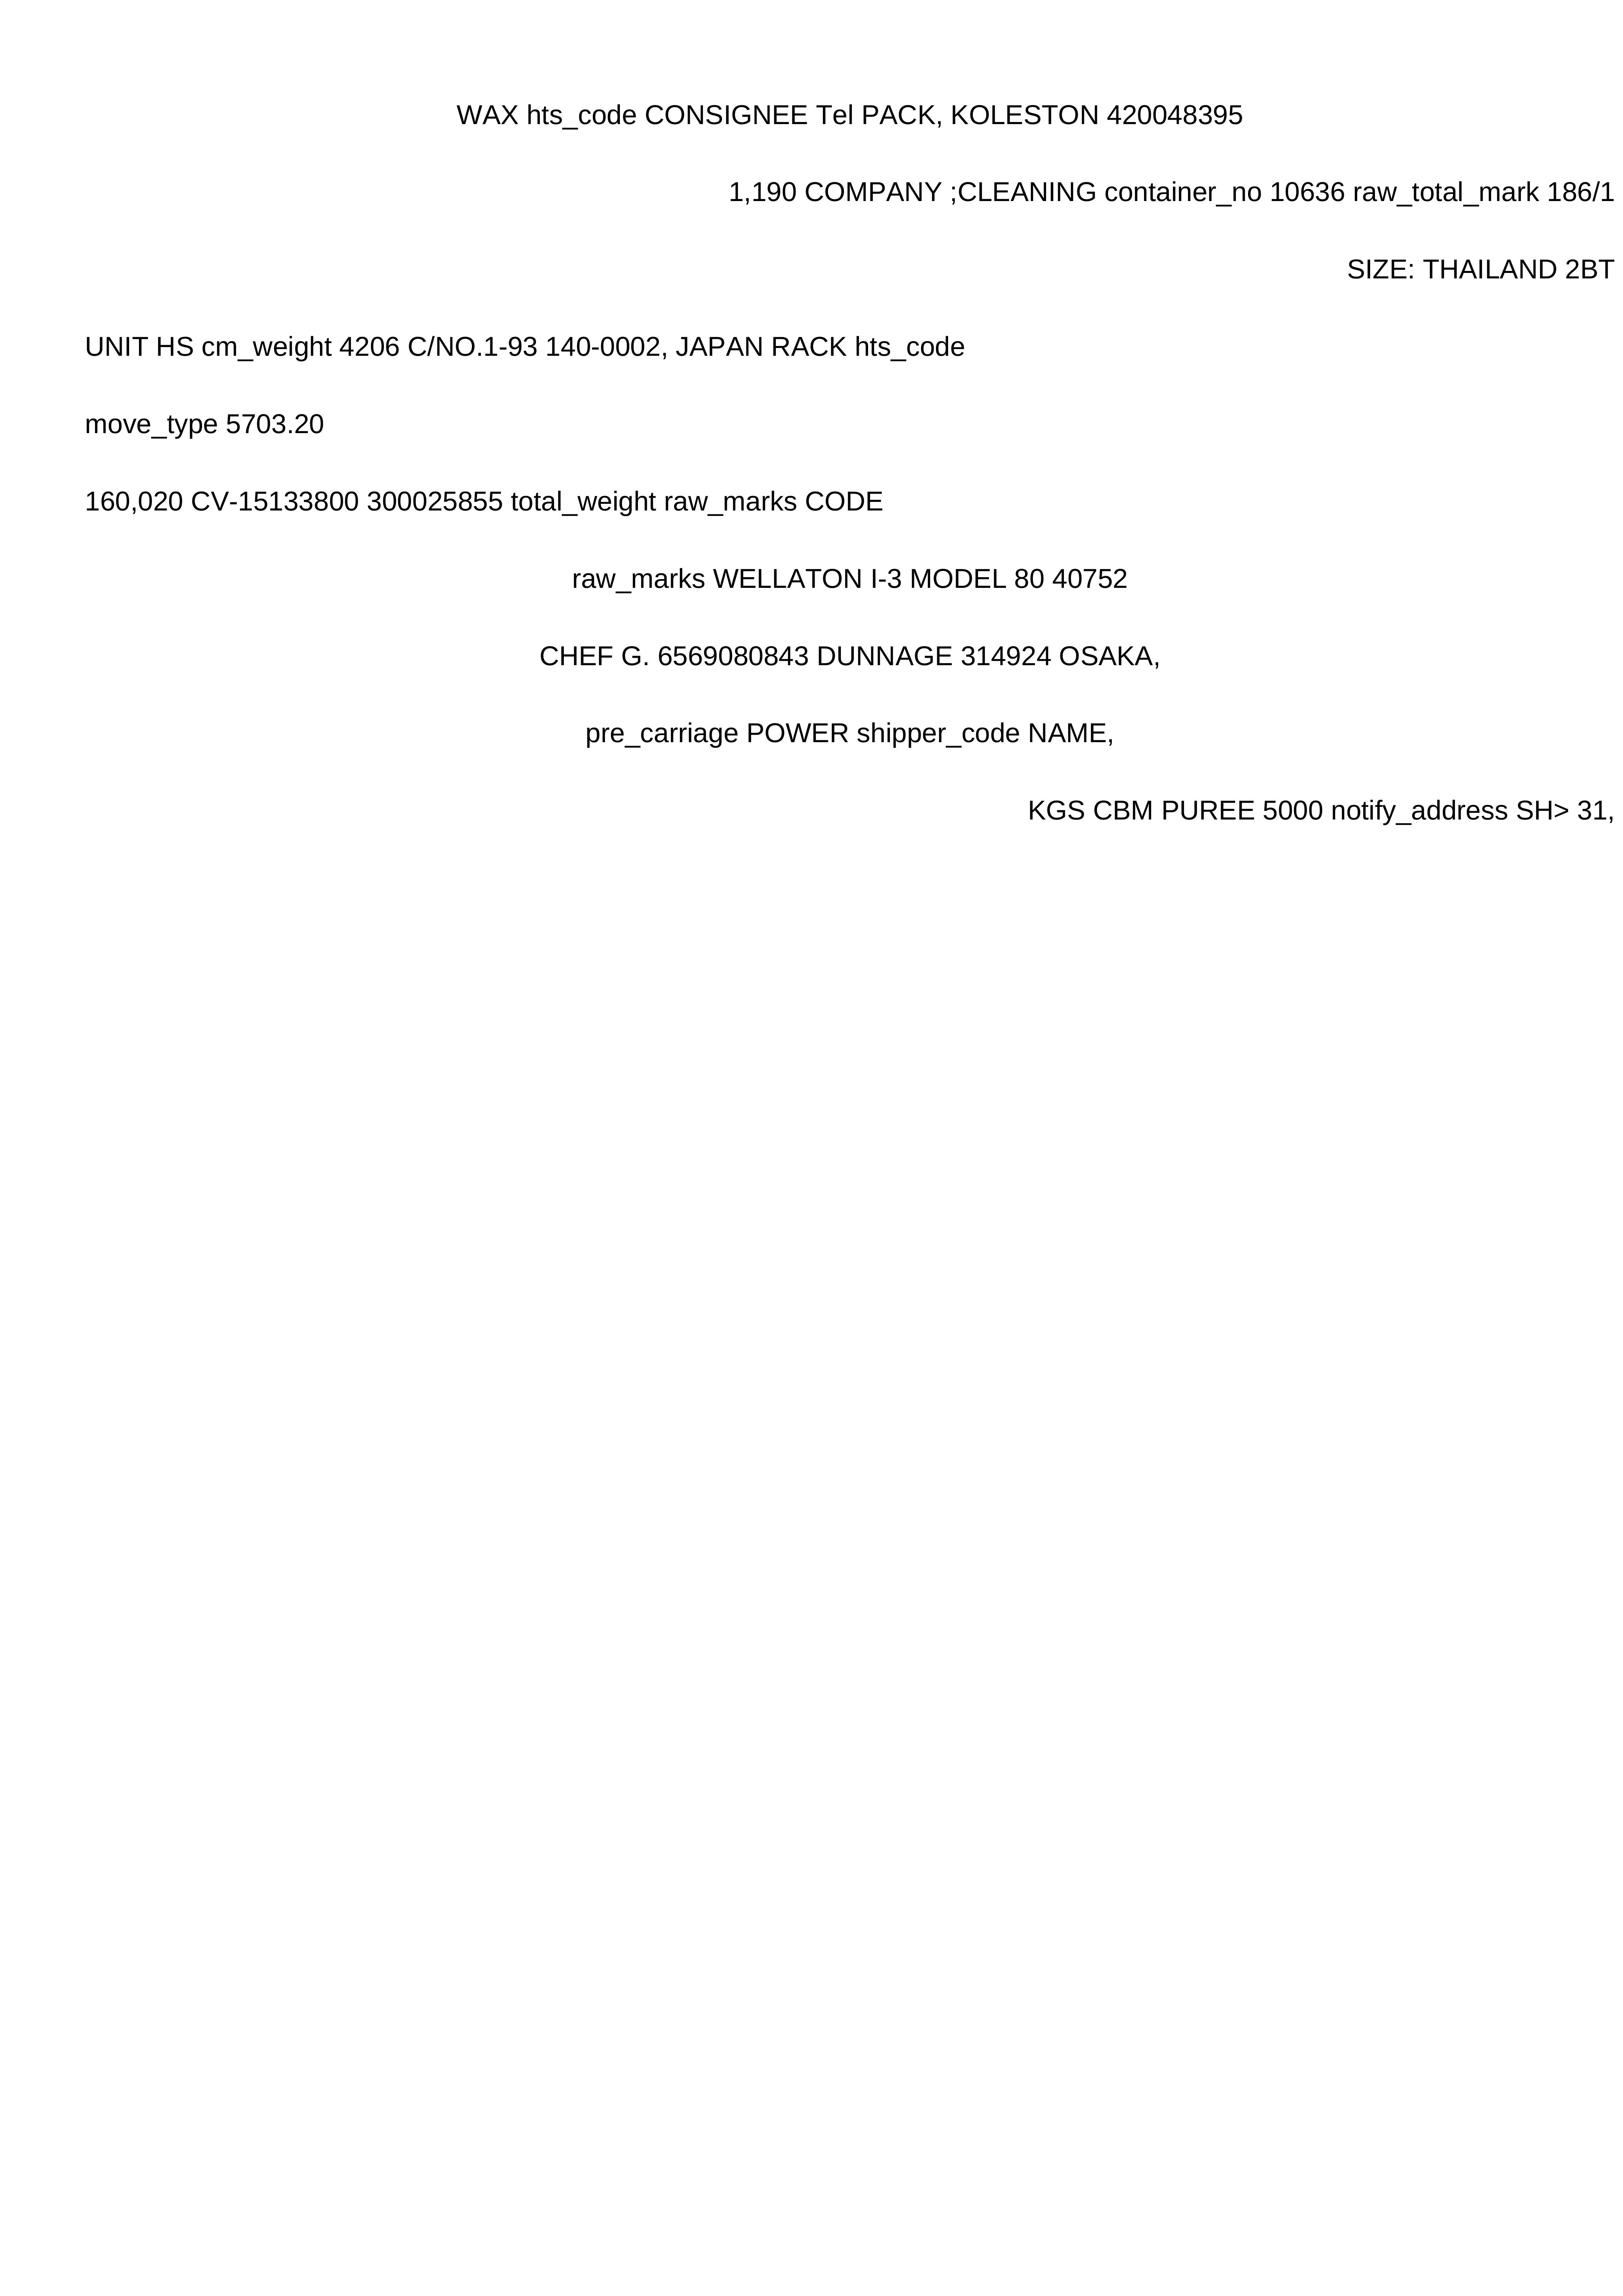 WAX hts_code CONSIGNEE Tel PACK, KOLESTON 420048395
1,190 COMPANY ;CLEANING container_no 10636 raw_total_mark 186/1
SIZE: THAILAND 2BT
UNIT HS cm_weight 4206 C/NO.1-93 140-0002, JAPAN RACK hts_code
move_type 5703.20
160,020 CV-15133800 300025855 total_weight raw_marks CODE
raw_marks WELLATON I-3 MODEL 80 40752
CHEF G. 6569080843 DUNNAGE 314924 OSAKA,
pre_carriage POWER shipper_code NAME,
KGS CBM PUREE 5000 notify_address SH> 31,